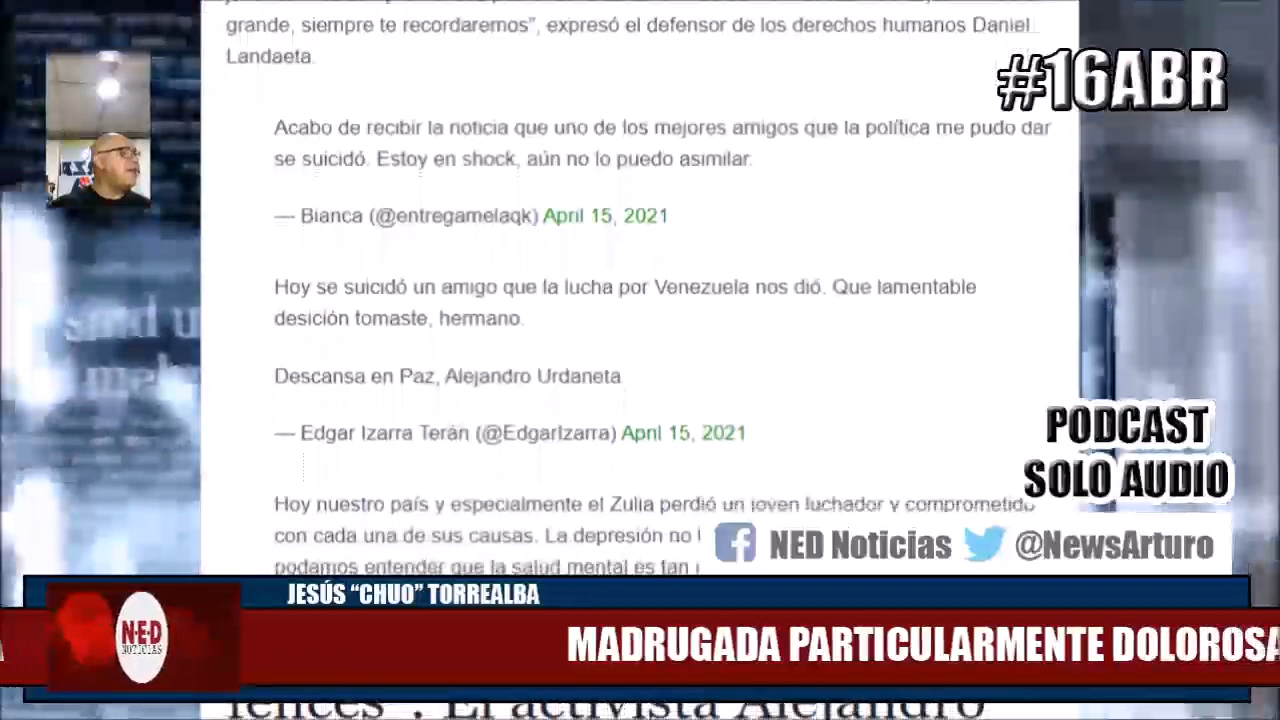 grande, siempre te recordaremos”, expresó el defensor de los derechos humanos Daniel
Landaeta.
#16ABR
Acabo de recibir la noticia que uno de los mejores amigos que la política me pudo dar
se suicidó. Estoy en shock, aún no lo puedo asimilar.
— Bianca (@entregamelaqk) April 15, 2021
Hoy se suicidó un amigo que la lucha por Venezuela nos dió. Que lamentable
desición tomaste, hermano.
Descansa en Paz, Alejandro Urdaneta
— Edgar Izarra Terán (@EdgarIzarra) April 15, 2021
PODCAST
SOLO AUDIO
Hoy nuestro país y especialmente el Zulia perdió un joven luchador y comprometido
con cada una de sus causas. La depresión no
podamos entender que la salud mental es tan
NED Noticias @NewsArturo
JESÚS “CHUO” TORREALBA
N·E·D
NOTICIAS
MADRUGADA PARTICULARMENTE DOLOROSA
El activista Alejandro